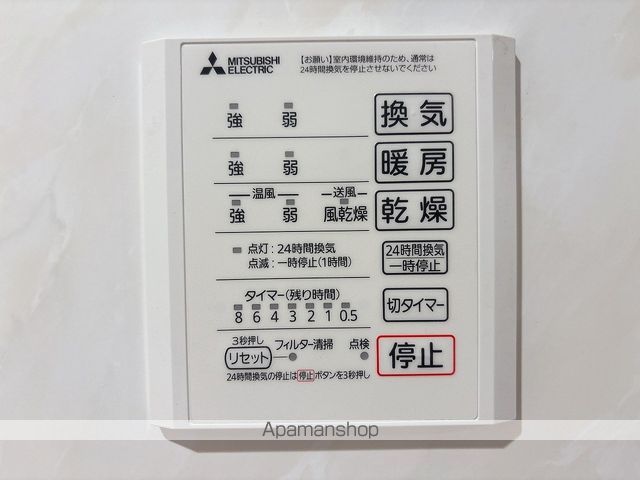 MITSUBISHI ELECTRIC
【お願い】室内環境維持のため、通常は
24時間換気を停止させないでください
強 弱 換気
強 弱 暖房
温風 送風
強 弱 風乾燥 乾燥
点灯：24時間換気
点滅：一時停止(1時間)
24時間換気
一時停止
タイマー(残り時間)
8 6 4 3 2 1 0.5
切タイマー
3秒押し
リセット フィルター清掃 点検
停止
24時間換気の停止は停止ボタンを3秒押し
Apamanshop